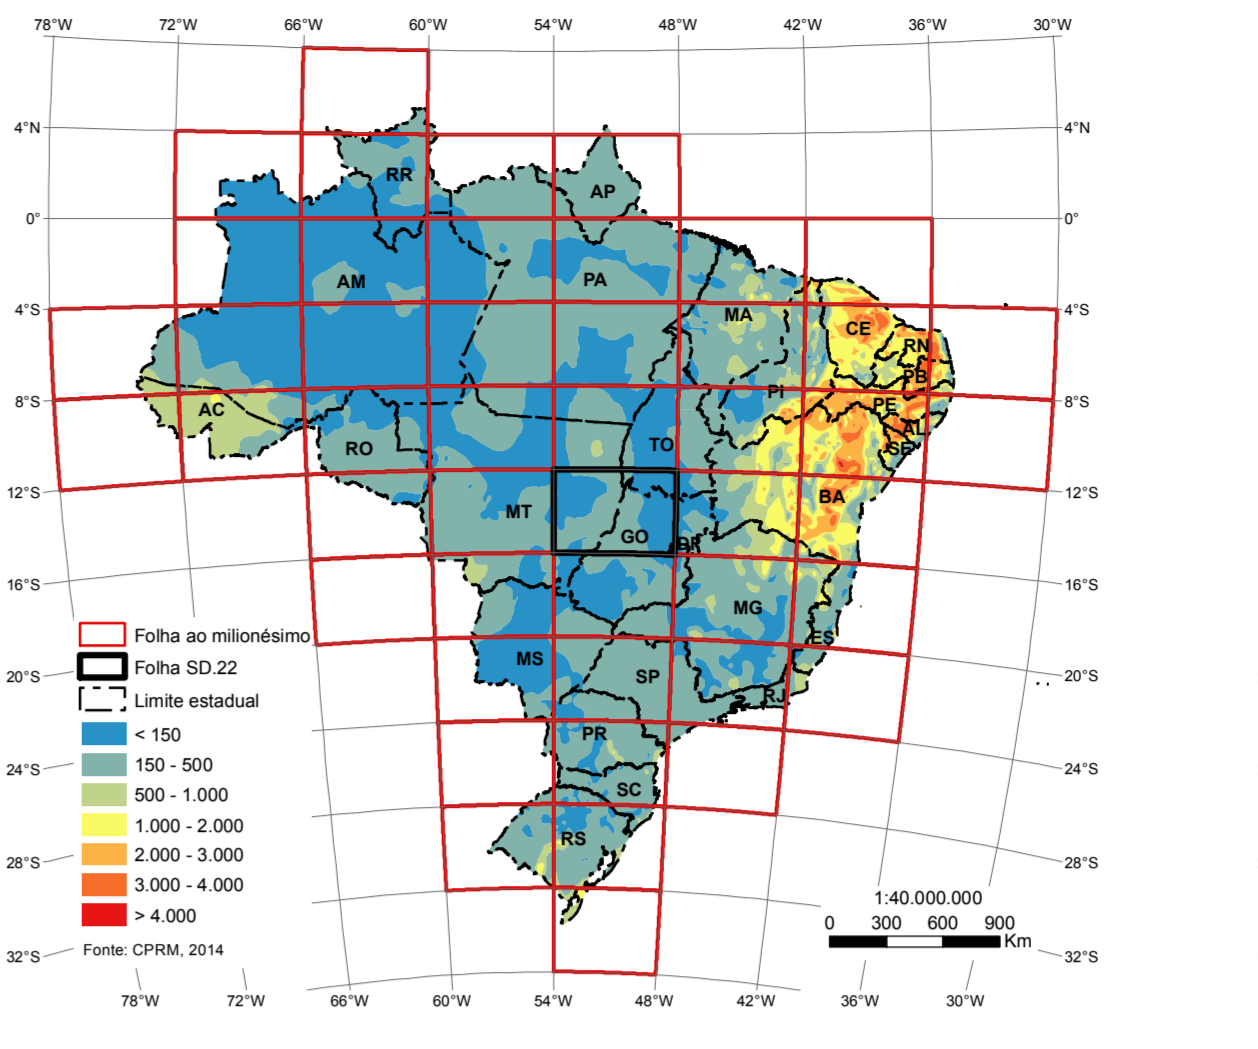 78°W 72°W 66°W 60°W 54°W 48°W 42°W 36°W 30°W
4°N 4°N
RR
AP
0° 0°
AM PA
4°S 4°S
MA
CE
RN
PB
PI
8°S 8°S
AC
PE
AL
SE
RO
TO
12°S 12°S
BA
MT
GO
DF
16°S 16°S
MG
ES
20°S 20°S
MS
SP
RJ
PR
24°S 24°S
SC
RS
28°S 28°S
32°S 32°S
Folha ao milionésimo
Folha SD.22
Limite estadual
< 150
150 - 500
500 - 1.000
1.000 - 2.000
2.000 - 3.000
3.000 - 4.000
> 4.000
Fonte: CPRM, 2014
1:40.000.000
0 300 600 900
Km
78°W 72°W 66°W 60°W 54°W 48°W 42°W 36°W 30°W